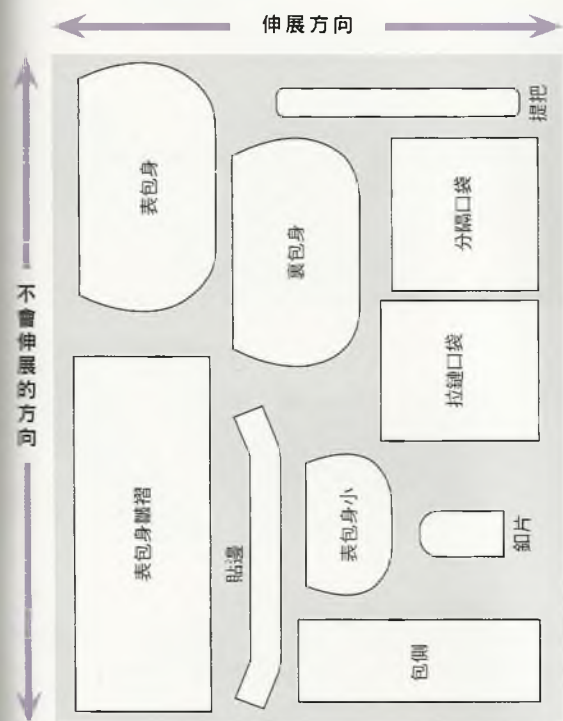 伸展方向
不會伸展的方向
表包身
提把
裏包身
分隔口袋
拉鏈口袋
表包身皺褶
貼邊
表包身小
釦片
包側